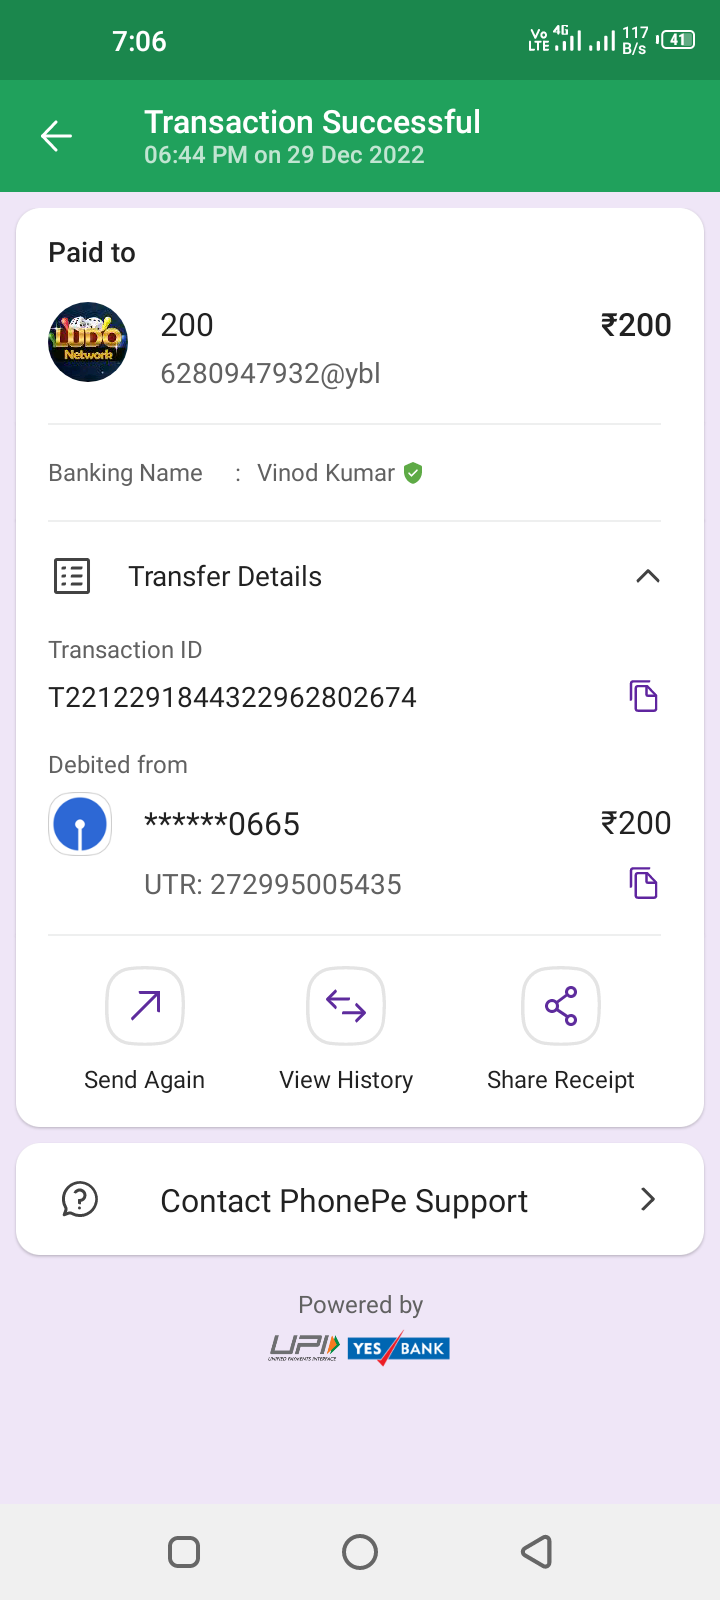 7:06
Vo LTE 4G 117 B/s 41
Transaction Successful
06:44 PM on 29 Dec 2022
Paid to
LUDO
Network
200
₹200
6280947932@ybl
Banking Name : Vinod Kumar
Transfer Details
Transaction ID
T2212291844322962802674
Debited from
******0665
₹200
UTR: 272995005435
Send Again
View History
Share Receipt
Contact PhonePe Support
Powered by
UPI YES BANK
UNIFIED PAYMENTS INTERFACE